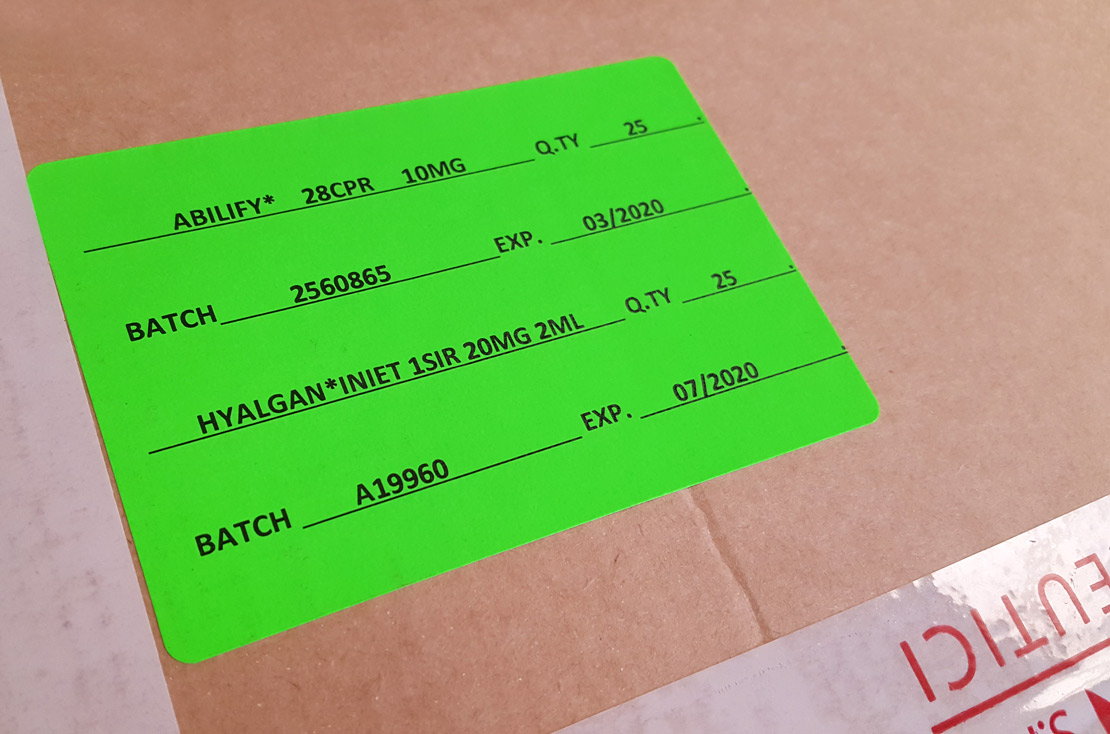 ABILIFY* 28CPR 10MG Q.TY 25
BATCH 2560865 EXP. 03/2020
HYALGAN*INIET 1SIR 20MG 2ML Q.TY 25
BATCH A19960 EXP. 07/2020
EUTICI
S.